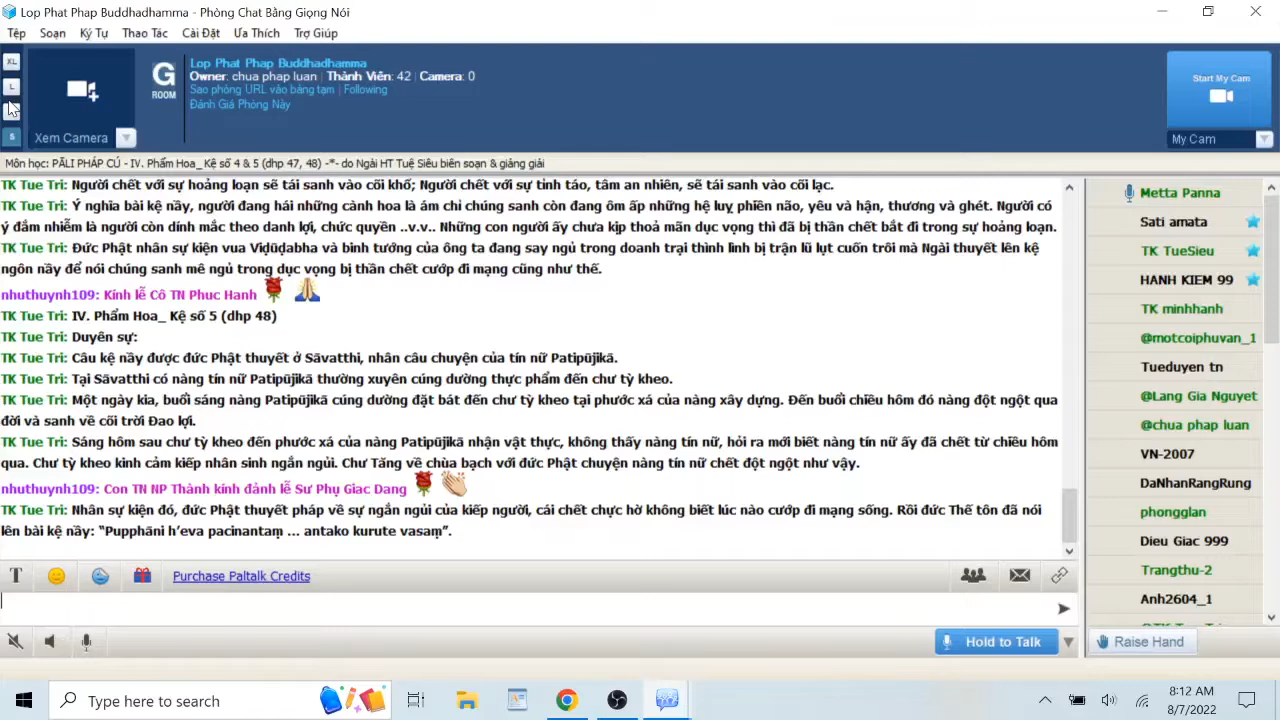 Lop Phat Phap Buddhadhamma - Phòng Chat Bằng Giọng Nói
Tệp Soạn Ký Tự Thao Tác Cài Đặt Ưa Thích Trợ Giúp
XL
L
S
Xem Camera
G
ROOM
Lop Phat Phap Buddhadhamma
Owner: chua phap luan | Thành Viên: 42 | Camera: 0
Sao phòng URL vào bảng tạm | Following
Đánh Giá Phòng Này
Start My Cam
My Cam
Môn học: PĀLI PHÁP CÚ - IV. Phẩm Hoa_ Kệ số 4 & 5 (dhp 47, 48) -*- do Ngài HT Tuệ Siêu biên soạn & giảng giải
TK Tue Tri: Người chết với sự hoảng loạn sẽ tái sanh vào cõi khổ; Người chết với sự tỉnh táo, tâm an nhiên, sẽ tái sanh vào cõi lạc.
TK Tue Tri: Ý nghĩa bài kệ nầy, người đang hái những cành hoa là ám chỉ chúng sanh còn đang ôm ấp những hệ luỵ phiền não, yêu và hận, thương và ghét. Người có
ý đắm nhiễm là người còn dính mắc theo danh lợi, chức quyền ..v.v.. Những con người ấy chưa kịp thoả mãn dục vọng thì đã bị thần chết bắt đi trong sự hoảng loạn.
TK Tue Tri: Đức Phật nhân sự kiện vua Viḍūḍabha và binh tướng của ông ta đang say ngủ trong doanh trại thình lình bị trận lũ lụt cuốn trôi mà Ngài thuyết lên kệ
ngôn nầy để nói chúng sanh mê ngủ trong dục vọng bị thần chết cướp đi mạng cũng như thế.
nhuthuynh109: Kính lễ Cô TN Phuc Hanh
TK Tue Tri: IV. Phẩm Hoa_ Kệ số 5 (dhp 48)
TK Tue Tri: Duyên sự:
TK Tue Tri: Câu kệ nầy được đức Phật thuyết ở Sāvatthi, nhân câu chuyện của tín nữ Patipūjikā.
TK Tue Tri: Tại Sāvatthi có nàng tín nữ Patipūjikā thường xuyên cúng dường thực phẩm đến chư tỳ kheo.
TK Tue Tri: Một ngày kia, buổi sáng nàng Patipūjikā cúng dường đặt bát đến chư tỳ kheo tại phước xá của nàng xây dựng. Đến buổi chiều hôm đó nàng đột ngột qua
đời và sanh về cõi trời Đao lợi.
TK Tue Tri: Sáng hôm sau chư tỳ kheo đến phước xá của nàng Patipūjikā nhận vật thực, không thấy nàng tín nữ, hỏi ra mới biết nàng tín nữ ấy đã chết từ chiều hôm
qua. Chư tỳ kheo kinh cảm kiếp nhân sinh ngắn ngủi. Chư Tăng về chùa bạch với đức Phật chuyện nàng tín nữ chết đột ngột như vậy.
nhuthuynh109: Con TN NP Thành kính đảnh lễ Sư Phụ Giac Dang
TK Tue Tri: Nhân sự kiện đó, đức Phật thuyết pháp về sự ngắn ngủi của kiếp người, cái chết chực hờ không biết lúc nào cướp đi mạng sống. Rồi đức Thế tôn đã nói
lên bài kệ nầy: “Pupphāni h’eva pacinantaṃ ... antako kurute vasaṃ”.
Metta Panna
Sati amata
TK TueSieu
HANH KIEM 99
TK minhhanh
@motcoiphuvan_1
Tueduyen tn
@Lang Gia Nguyet
@chua phap luan
VN-2007
DaNhanRangRung
phongglan
Dieu Giac 999
Trangthu-2
Anh2604_1
T
Purchase Paltalk Credits
Hold to Talk
Raise Hand
Type here to search
8:12 AM
8/7/2022